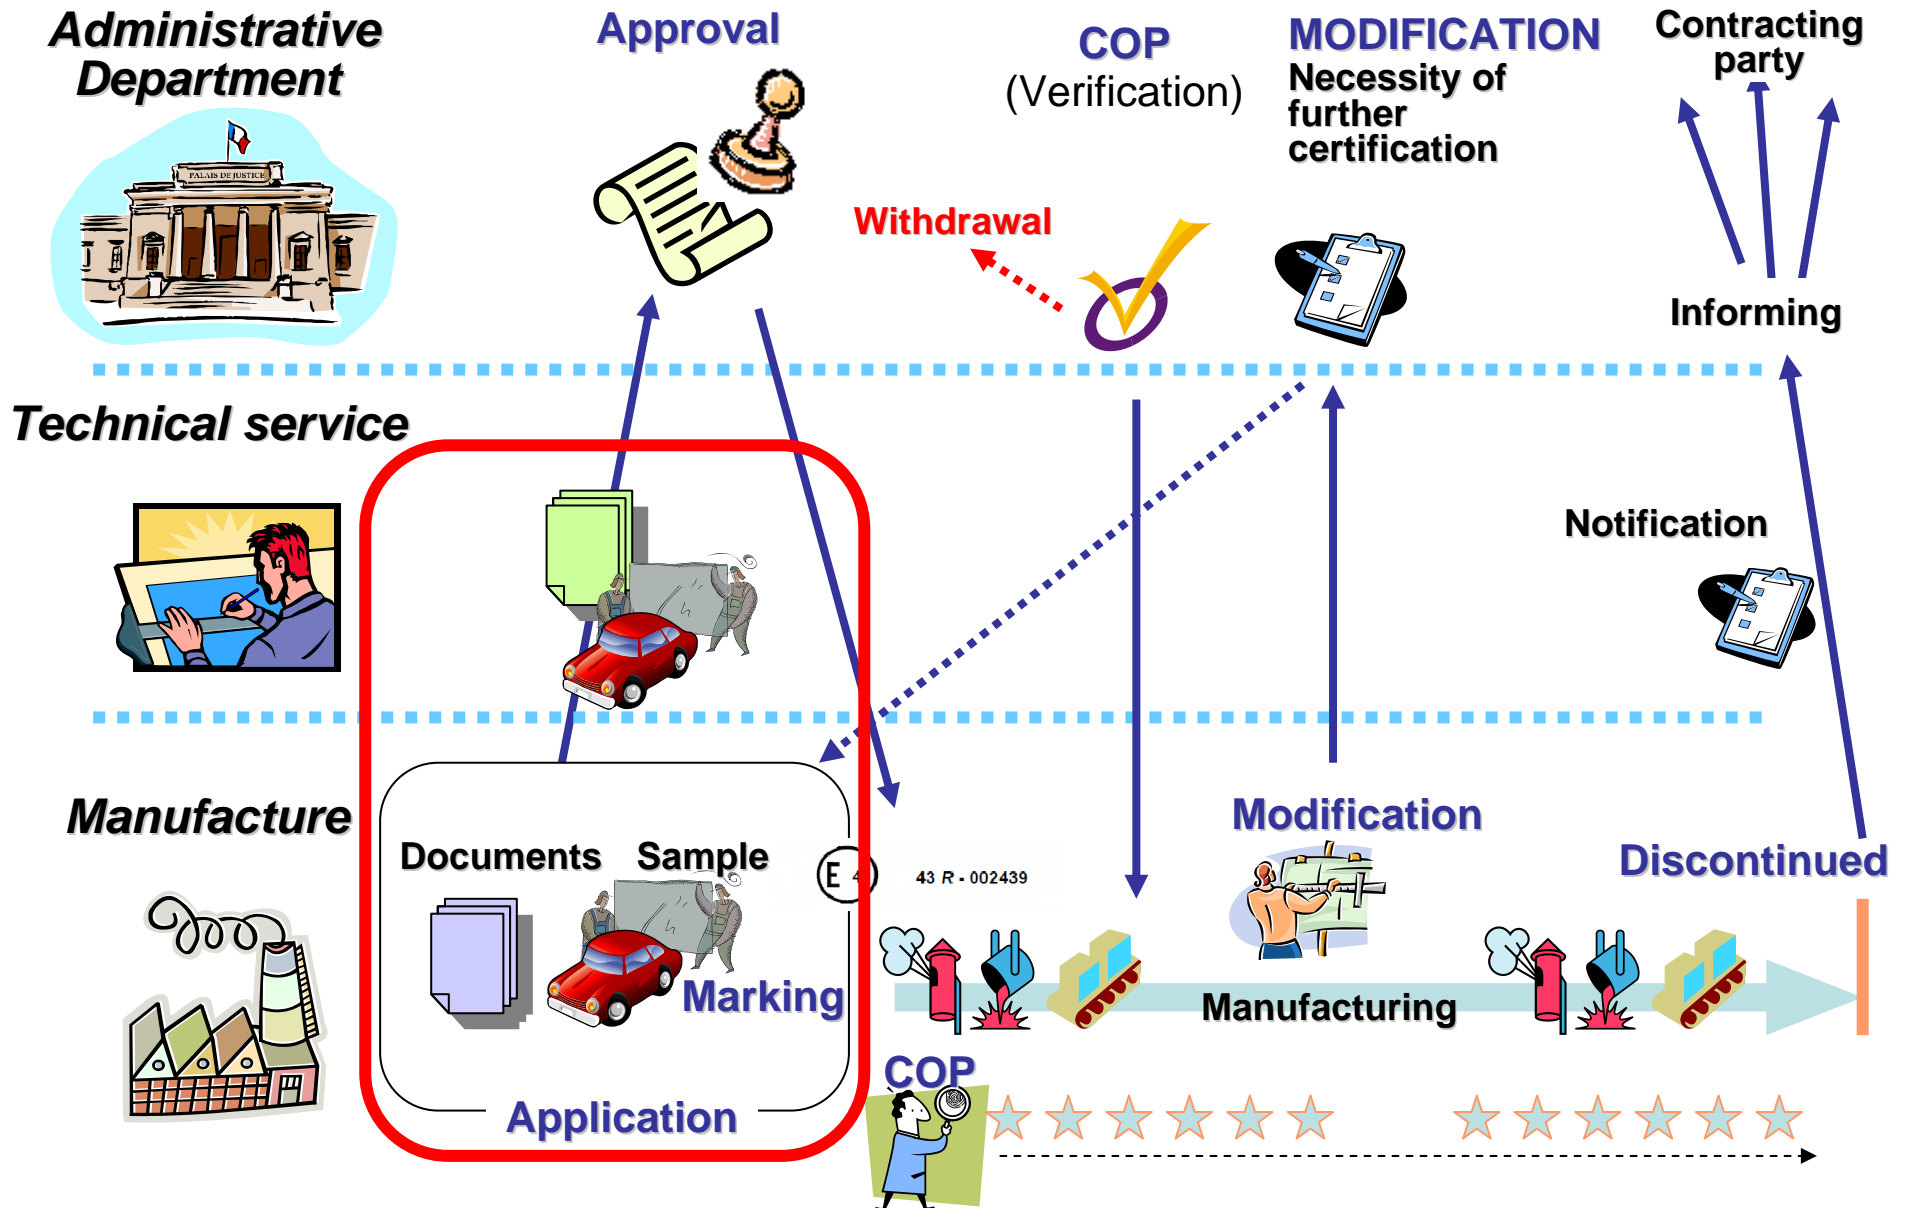 Administrative
Department
Approval
COP
(Verification)
MODIFICATION
Necessity of
further
certification
Contracting
party
PALAIS DE JUSTICE
Withdrawal
Informing
Technical service
Notification
Manufacture
Documents
Sample
E 4
43 R - 002439
Modification
Discontinued
Marking
Manufacturing
COP
Application